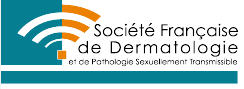 Société Française
de Dermatologie
et de Pathologie Sexuellement Transmissible